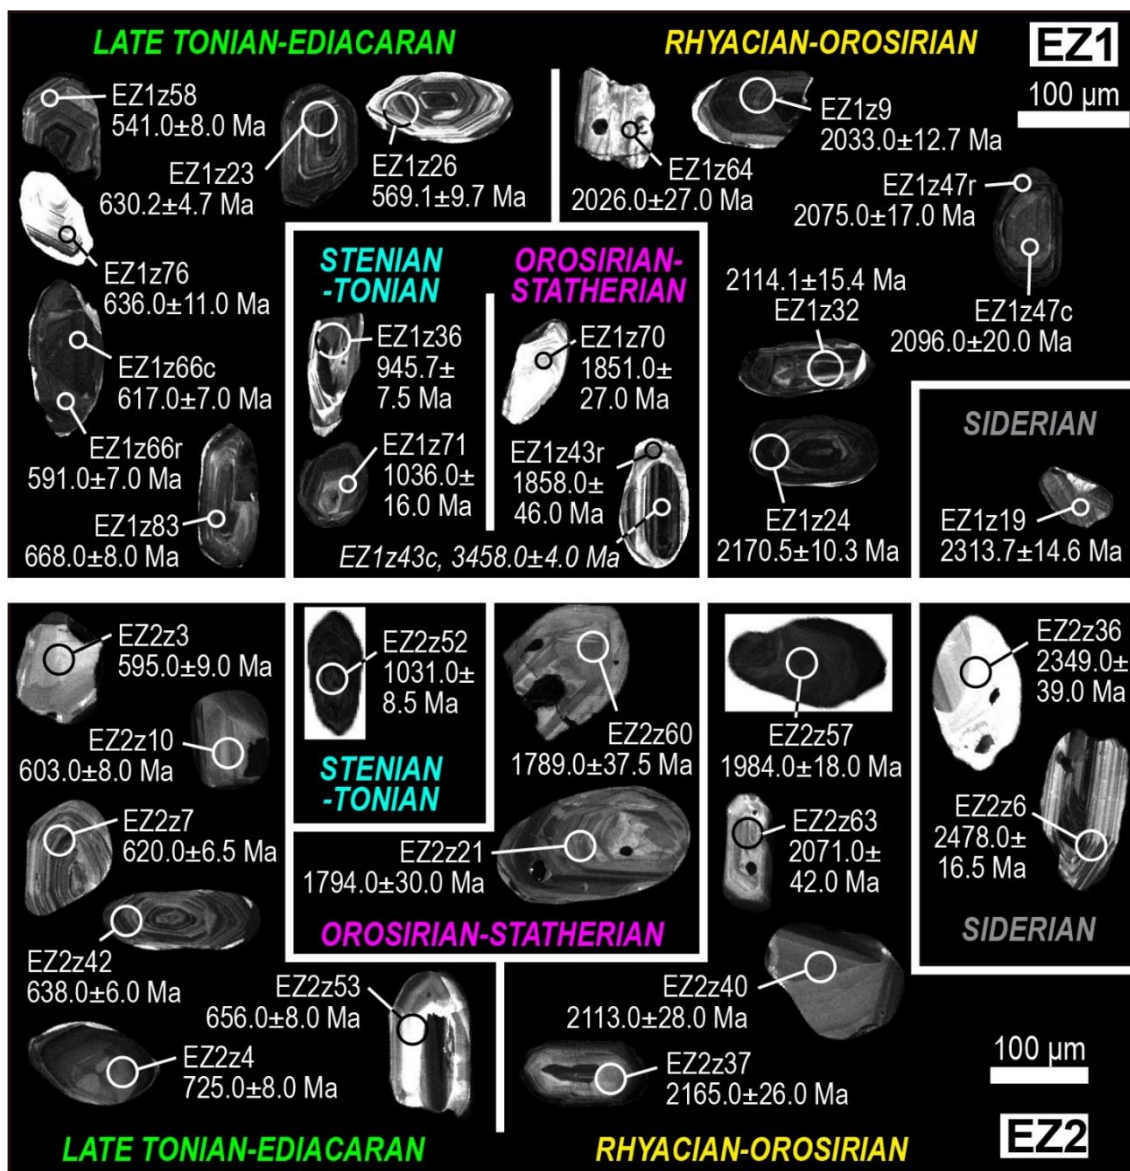 LATE TONIAN-EDIACARAN
RHYACIAN-OROSIRIAN
EZ1
100 µm
EZ1z58
541.0±8.0 Ma
EZ1z23
630.2±4.7 Ma
EZ1z26
569.1±9.7 Ma
EZ1z76
636.0±11.0 Ma
EZ1z66c
617.0±7.0 Ma
EZ1z66r
591.0±7.0 Ma
EZ1z83
668.0±8.0 Ma
STENIAN
-TONIAN
EZ1z36
945.7±
7.5 Ma
EZ1z71
1036.0±
16.0 Ma
OROSIRIAN-
STATHERIAN
EZ1z70
1851.0±
27.0 Ma
EZ1z43r
1858.0±
46.0 Ma
EZ1z43c, 3458.0±4.0 Ma
EZ1z64
2026.0±27.0 Ma
EZ1z9
2033.0±12.7 Ma
EZ1z47r
2075.0±17.0 Ma
EZ1z47c
2096.0±20.0 Ma
2114.1±15.4 Ma
EZ1z32
EZ1z24
2170.5±10.3 Ma
SIDERIAN
EZ1z19
2313.7±14.6 Ma
EZ2z3
595.0±9.0 Ma
EZ2z10
603.0±8.0 Ma
EZ2z7
620.0±6.5 Ma
EZ2z42
638.0±6.0 Ma
EZ2z53
656.0±8.0 Ma
EZ2z4
725.0±8.0 Ma
LATE TONIAN-EDIACARAN
EZ2z52
1031.0±
8.5 Ma
STENIAN
-TONIAN
EZ2z60
1789.0±37.5 Ma
EZ2z21
1794.0±30.0 Ma
OROSIRIAN-STATHERIAN
EZ2z57
1984.0±18.0 Ma
EZ2z63
2071.0±
42.0 Ma
EZ2z40
2113.0±28.0 Ma
EZ2z37
2165.0±26.0 Ma
RHYACIAN-OROSIRIAN
EZ2z36
2349.0±
39.0 Ma
EZ2z6
2478.0±
16.5 Ma
SIDERIAN
100 µm
EZ2